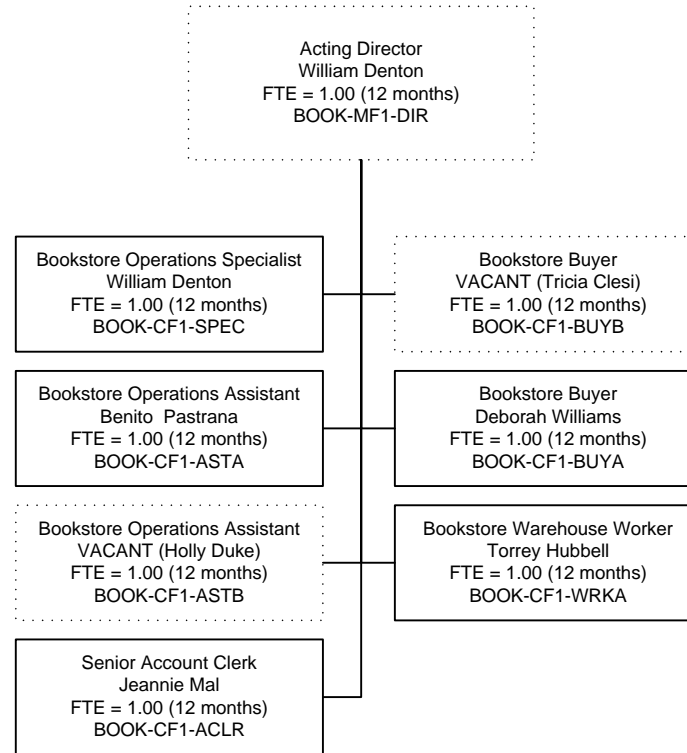 Acting Director
William Denton
FTE = 1.00 (12 months)
BOOK-MF1-DIR
Bookstore Operations Specialist
William Denton
FTE = 1.00 (12 months)
BOOK-CF1-SPEC
Bookstore Buyer
VACANT (Tricia Clesi)
FTE = 1.00 (12 months)
BOOK-CF1-BUYB
Bookstore Operations Assistant
Benito Pastrana
FTE = 1.00 (12 months)
BOOK-CF1-ASTA
Bookstore Buyer
Deborah Williams
FTE = 1.00 (12 months)
BOOK-CF1-BUYA
Bookstore Operations Assistant
VACANT (Holly Duke)
FTE = 1.00 (12 months)
BOOK-CF1-ASTB
Bookstore Warehouse Worker
Torrey Hubbell
FTE = 1.00 (12 months)
BOOK-CF1-WRKA
Senior Account Clerk
Jeannie Mal
FTE = 1.00 (12 months)
BOOK-CF1-ACLR